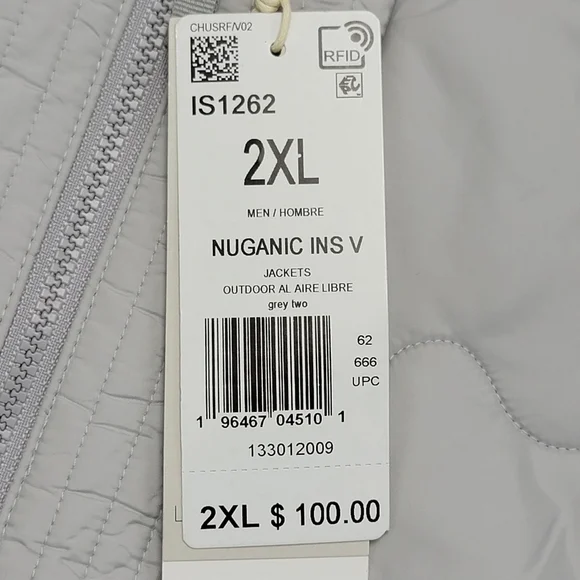 CHUSRF/V02
RFID
IS1262
2XL
MEN / HOMBRE
NUGANIC INS V
JACKETS
OUTDOOR AL AIRE LIBRE
grey two
62
666
UPC
1 96467 04510 1
133012009
2XL $ 100.00